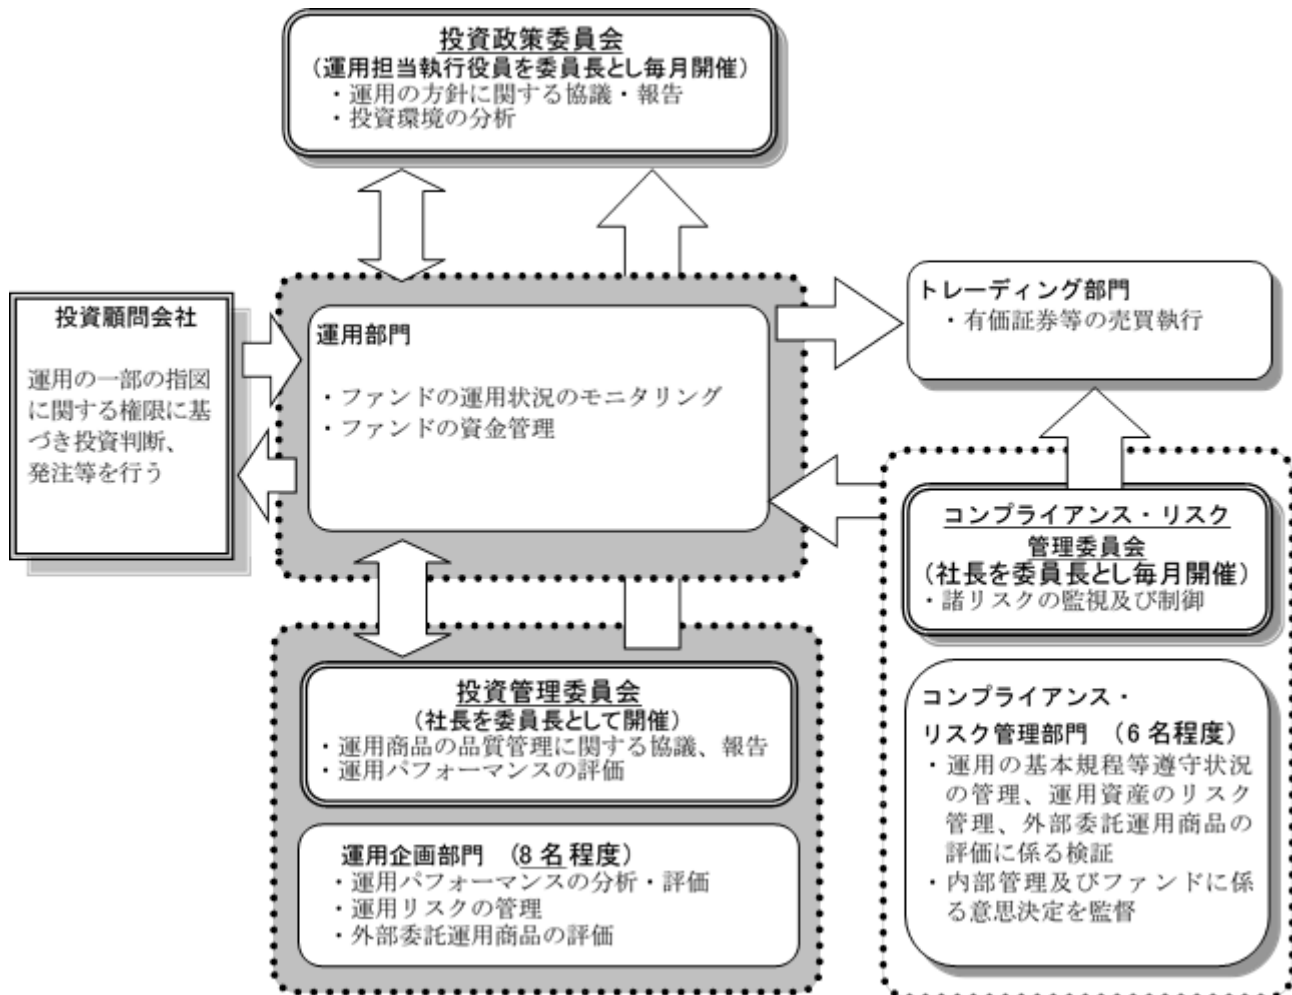 投資政策委員会
（運用担当執行役員を委員長とし毎月開催）
・運用の方針に関する協議・報告
・投資環境の分析
投資顧問会社
運用の一部の指図
に関する権限に基
づき投資判断、
発注等を行う
運用部門
・ファンドの運用状況のモニタリング
・ファンドの資金管理
トレーディング部門
・有価証券等の売買執行
コンプライアンス・リスク
管理委員会
（社長を委員長とし毎月開催）
・諸リスクの監視及び制御
投資管理委員会
（社長を委員長として開催）
・運用商品の品質管理に関する協議、報告
・運用パフォーマンスの評価
運用企画部門　（8 名程度）
・運用パフォーマンスの分析・評価
・運用リスクの管理
・外部委託運用商品の評価
コンプライアンス・
リスク管理部門　（6 名程度）
・運用の基本規程等遵守状況
の管理、運用資産のリスク
管理、外部委託運用商品の
評価に係る検証
・内部管理及びファンドに係
る意思決定を監督